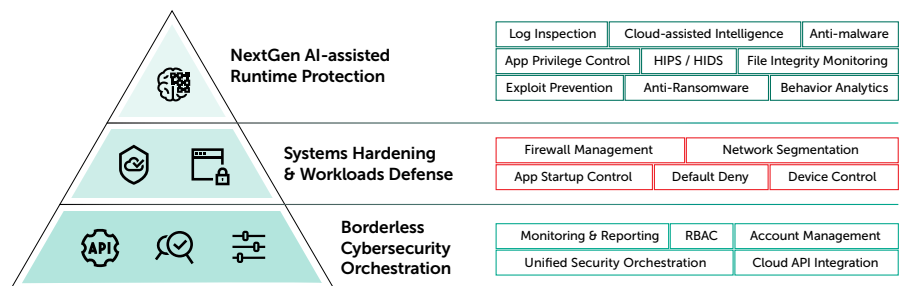 NextGen AI-assisted
Runtime Protection
Log Inspection
Cloud-assisted Intelligence
Anti-malware
App Privilege Control
HIPS / HIDS
File Integrity Monitoring
Exploit Prevention
Anti-Ransomware
Behavior Analytics
Systems Hardening
& Workloads Defense
Firewall Management
Network Segmentation
App Startup Control
Default Deny
Device Control
API
Borderless
Cybersecurity
Orchestration
Monitoring & Reporting
RBAC
Account Management
Unified Security Orchestration
Cloud API Integration